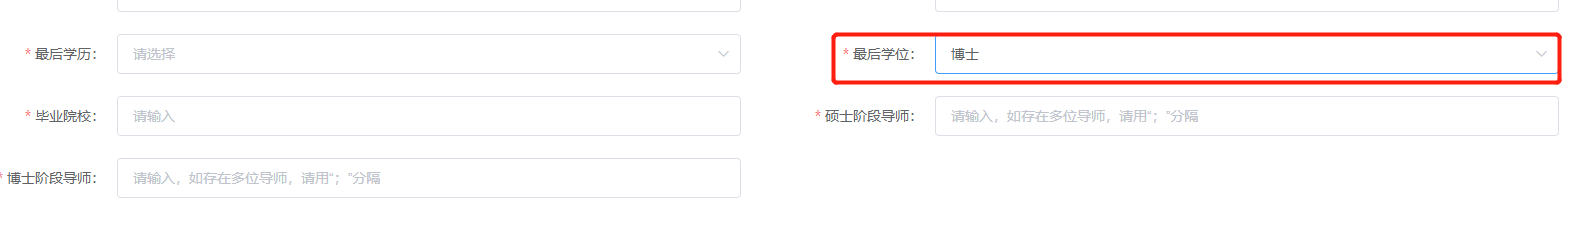 * 最后学历： 请选择
* 最后学位： 博士
* 毕业院校： 请输入
* 硕士阶段导师： 请输入，如存在多位导师，请用“；”分隔
* 博士阶段导师： 请输入，如存在多位导师，请用“；”分隔